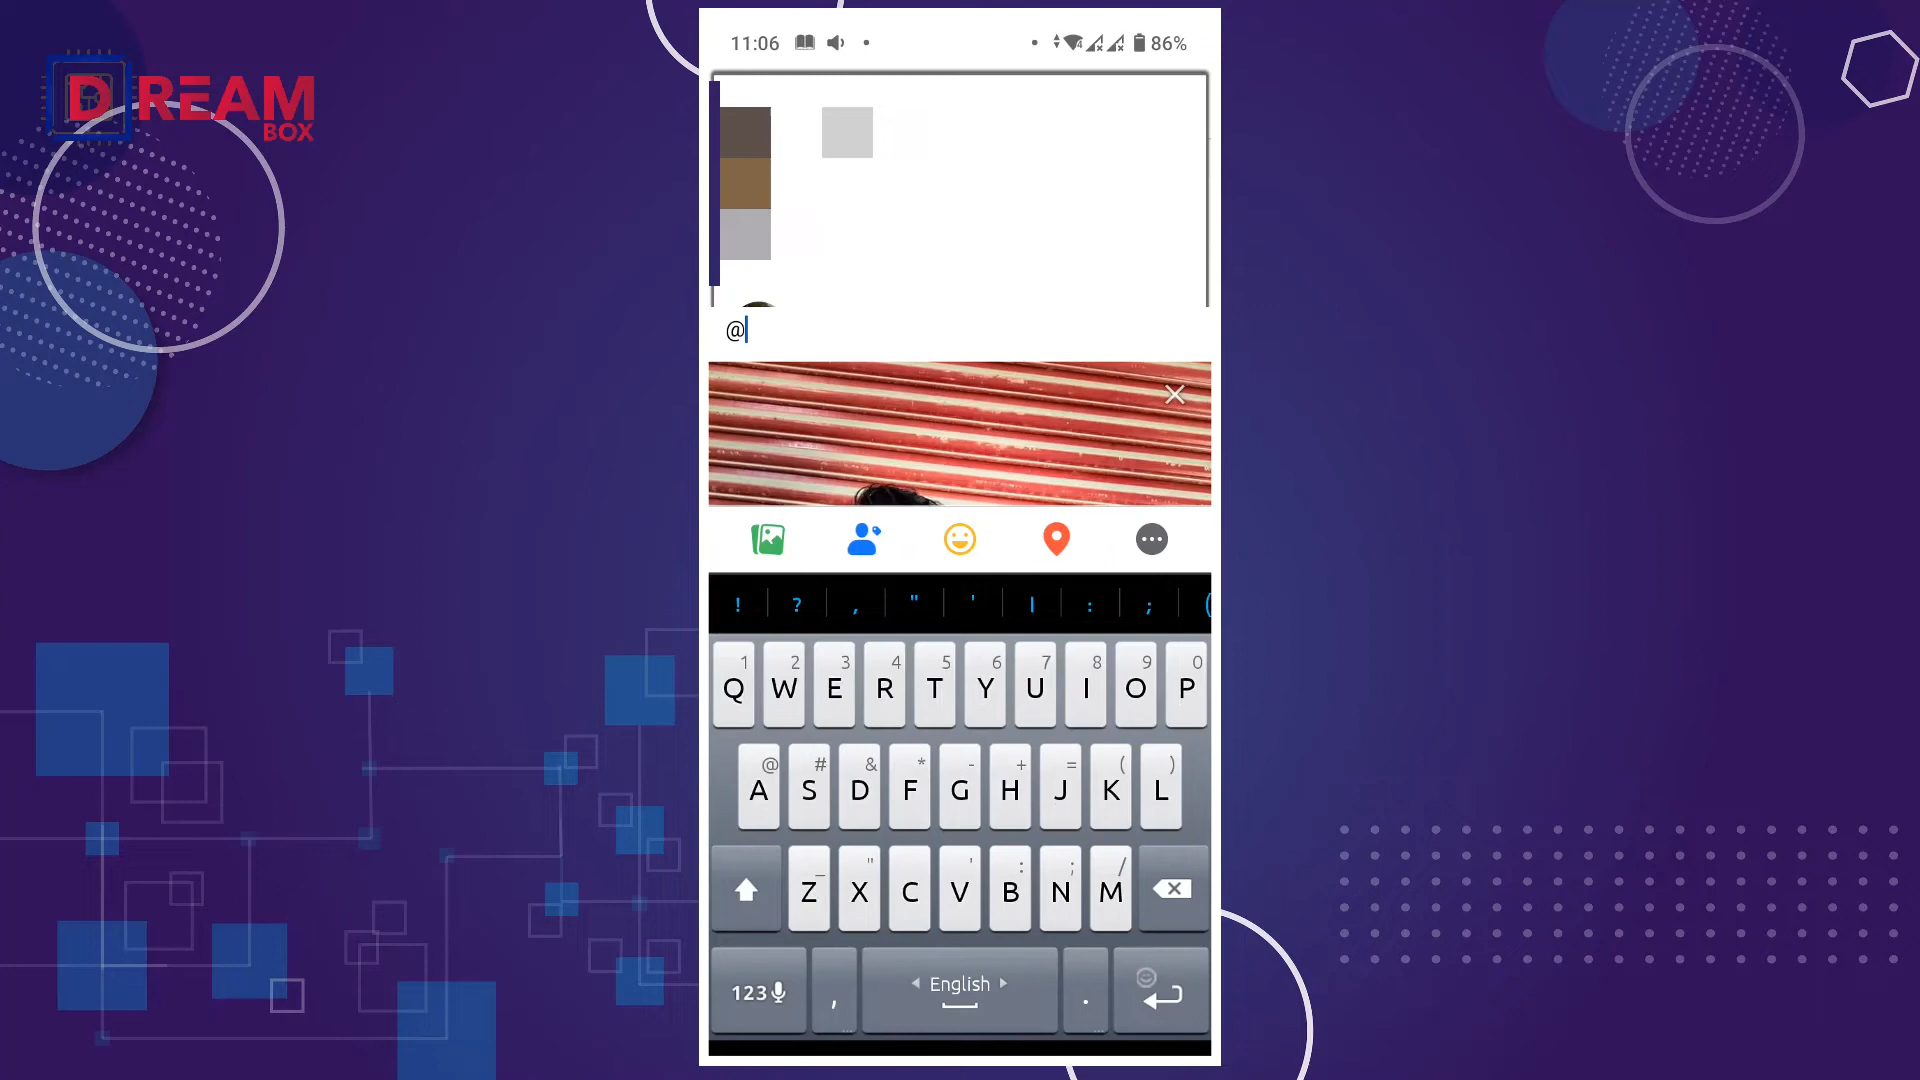 DREAM
BOX
11:06
86%
@
! ? , " ' | : ; (
1 2 3 4 5 6 7 8 9 0
Q W E R T Y U I O P
@ # & * - + = ( )
A S D F G H J K L
_ " ' : ; /
Z X C V B N M
123 , English .